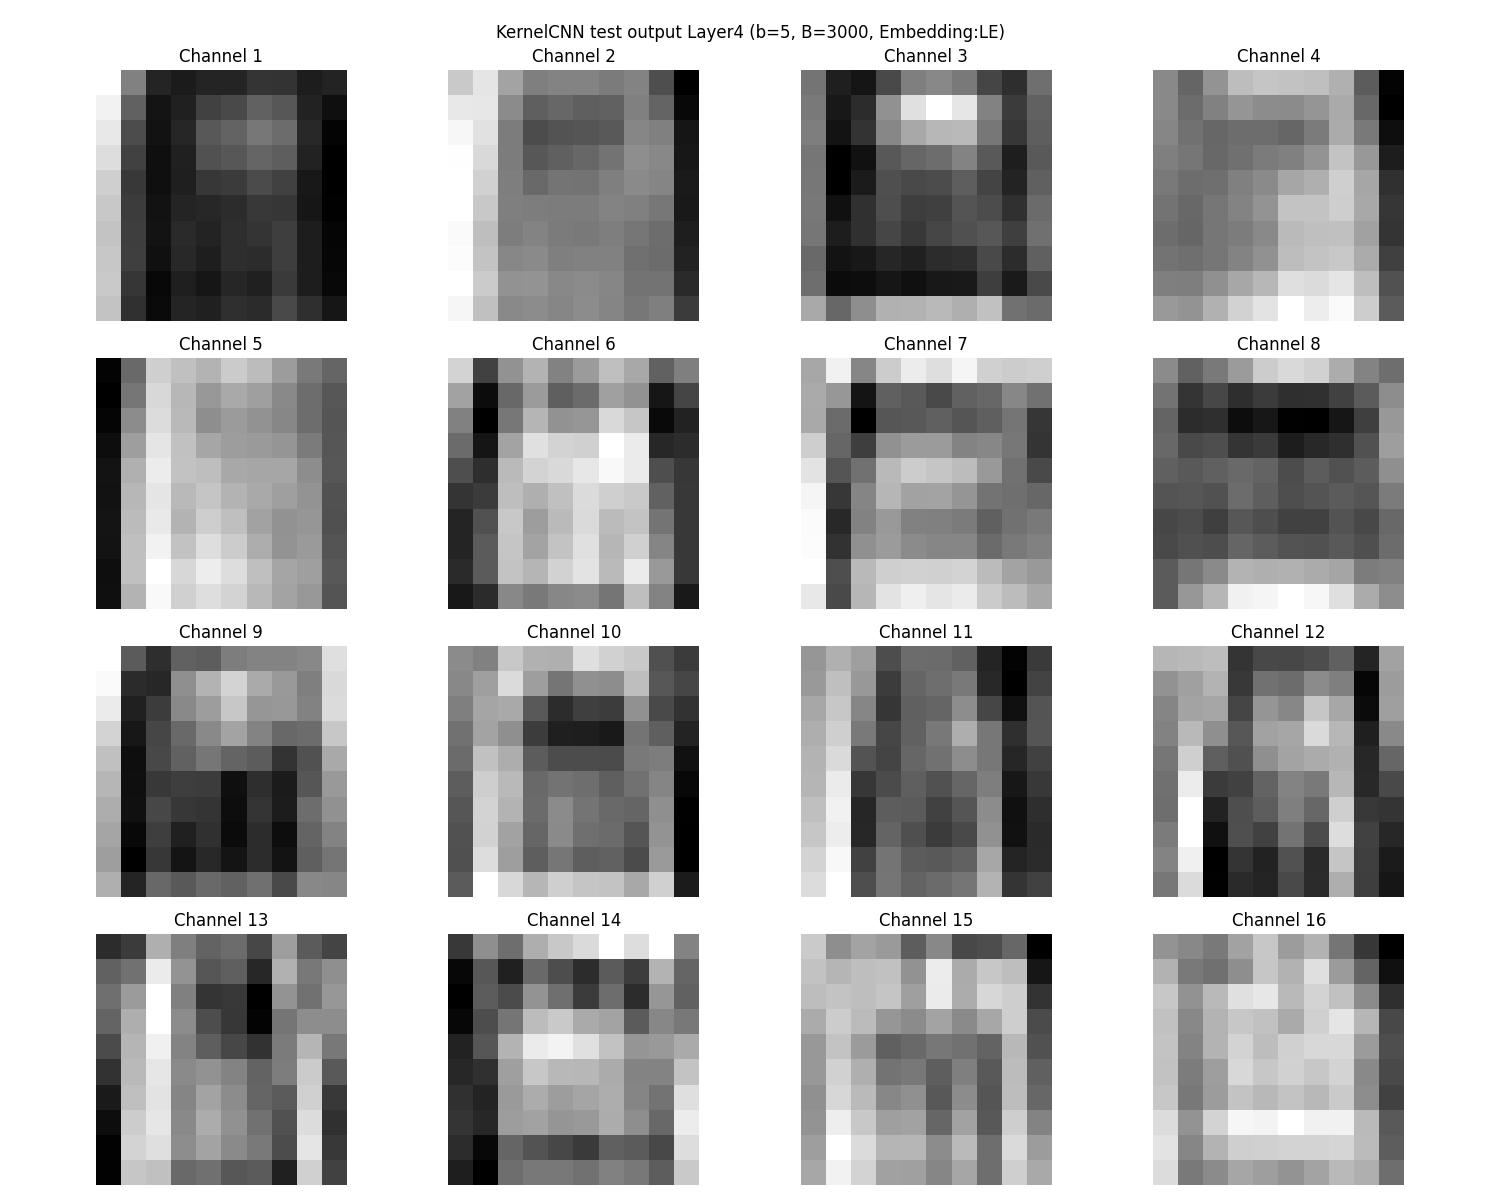 KernelCNN test output Layer4 (b=5, B=3000, Embedding:LE)
Channel 1
Channel 2
Channel 3
Channel 4
Channel 5
Channel 6
Channel 7
Channel 8
Channel 9
Channel 10
Channel 11
Channel 12
Channel 13
Channel 14
Channel 15
Channel 16